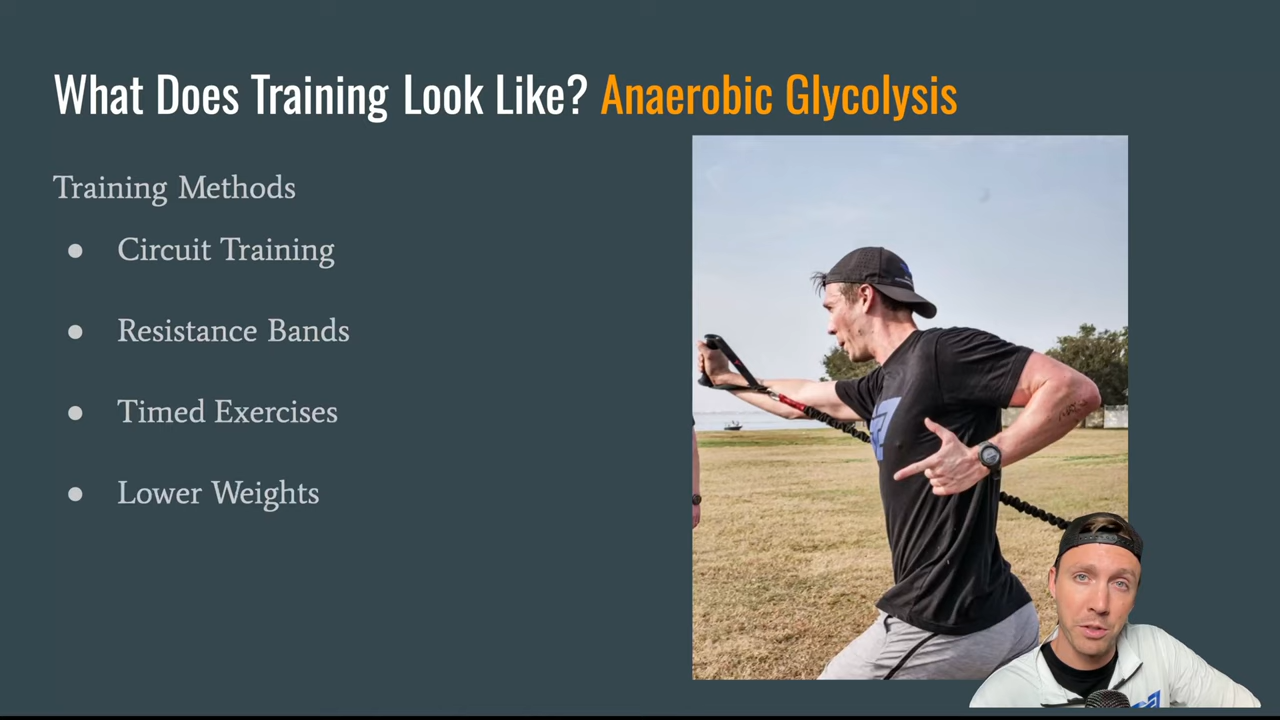 What Does Training Look Like? Anaerobic Glycolysis
Training Methods
● Circuit Training
● Resistance Bands
● Timed Exercises
● Lower Weights